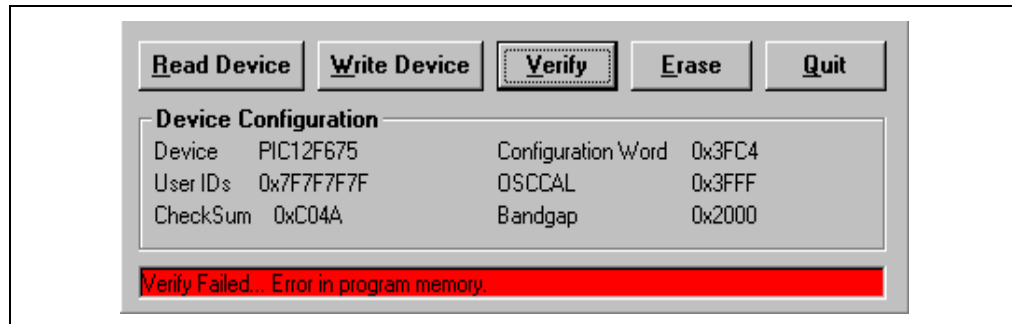 Read Device Write Device Verify Erase Quit
Device Configuration
Device PIC12F675 Configuration Word 0x3FC4
User IDs 0x7F7F7F7F OSCCAL 0x3FFF
CheckSum 0xC04A Bandgap 0x2000
Verify Failed... Error in program memory.